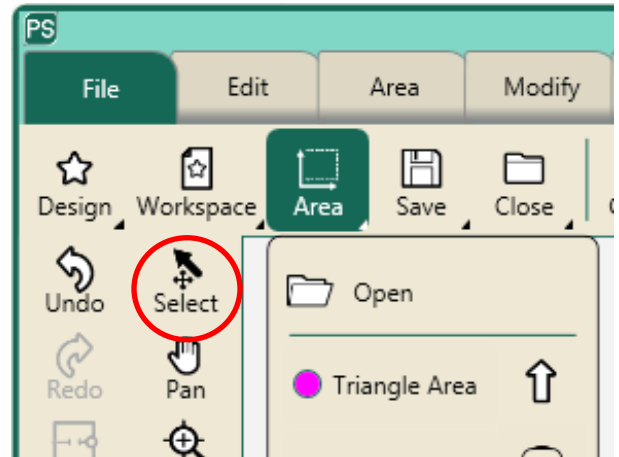 PS
File Edit Area Modify
Design Workspace Area Save Close
Undo Select Open
Redo Pan Triangle Area